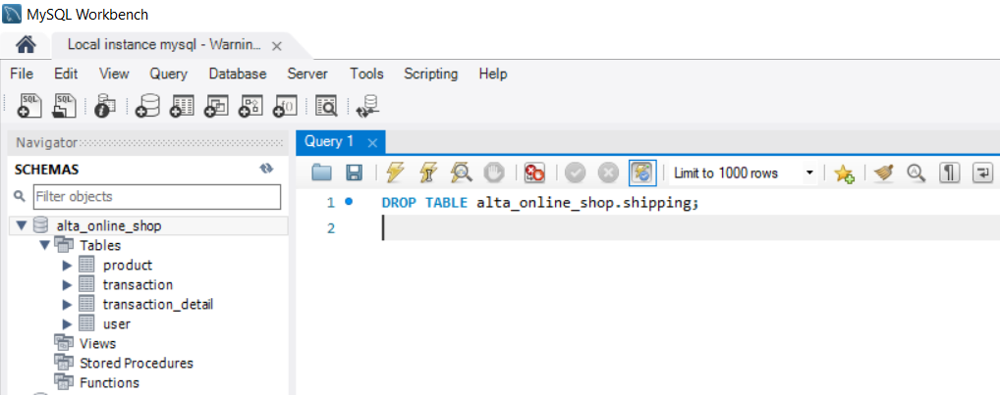 MySQL Workbench
Local instance mysql - Warnin...
File Edit View Query Database Server Tools Scripting Help
SQL SQL
Navigator
Query 1
SCHEMAS
Limit to 1000 rows
Filter objects
1 DROP TABLE alta_online_shop.shipping;
2
alta_online_shop
Tables
product
transaction
transaction_detail
user
Views
Stored Procedures
Functions